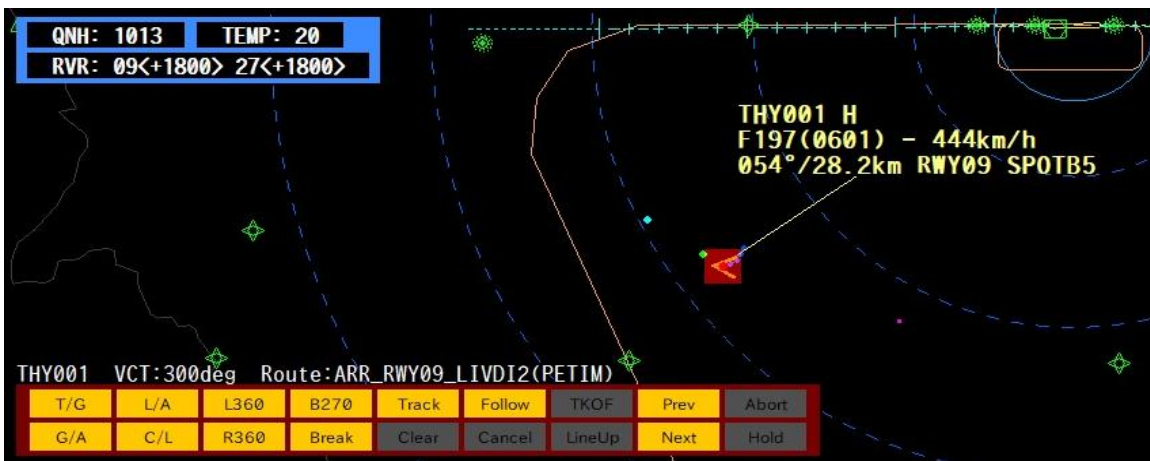 QNH: 1013 TEMP: 20
RVR: 09<+1800> 27<+1800>
THY001 H
F197(0601) - 444km/h
054°/28.2km RWY09 SPOTB5
THY001 VCT:300deg Route:ARR_RWY09_LIVDI2(PETIM)
T/G L/A L360 B270 Track Follow TKOF Prev Abort
G/A C/L R360 Break Clear Cancel LineUp Next Hold